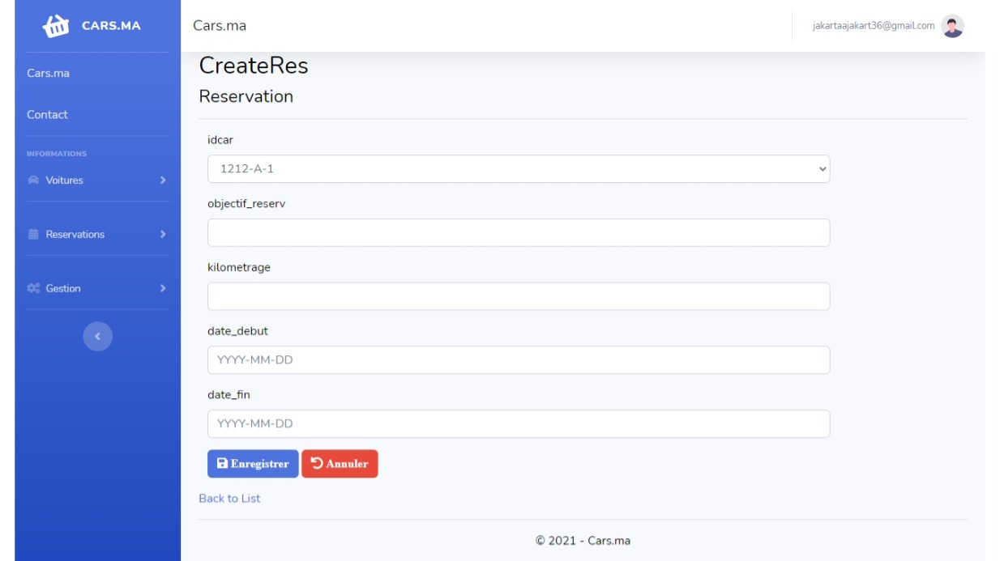 CARS.MA
Cars.ma
jakartaajakart36@gmail.com
Cars.ma
Contact
INFORMATIONS
Voitures
Reservations
Gestion
CreateRes
Reservation
idcar
1212-A-1
objectif_reserv
kilometrage
date_debut
YYYY-MM-DD
date_fin
YYYY-MM-DD
Enregistrer Annuler
Back to List
© 2021 - Cars.ma